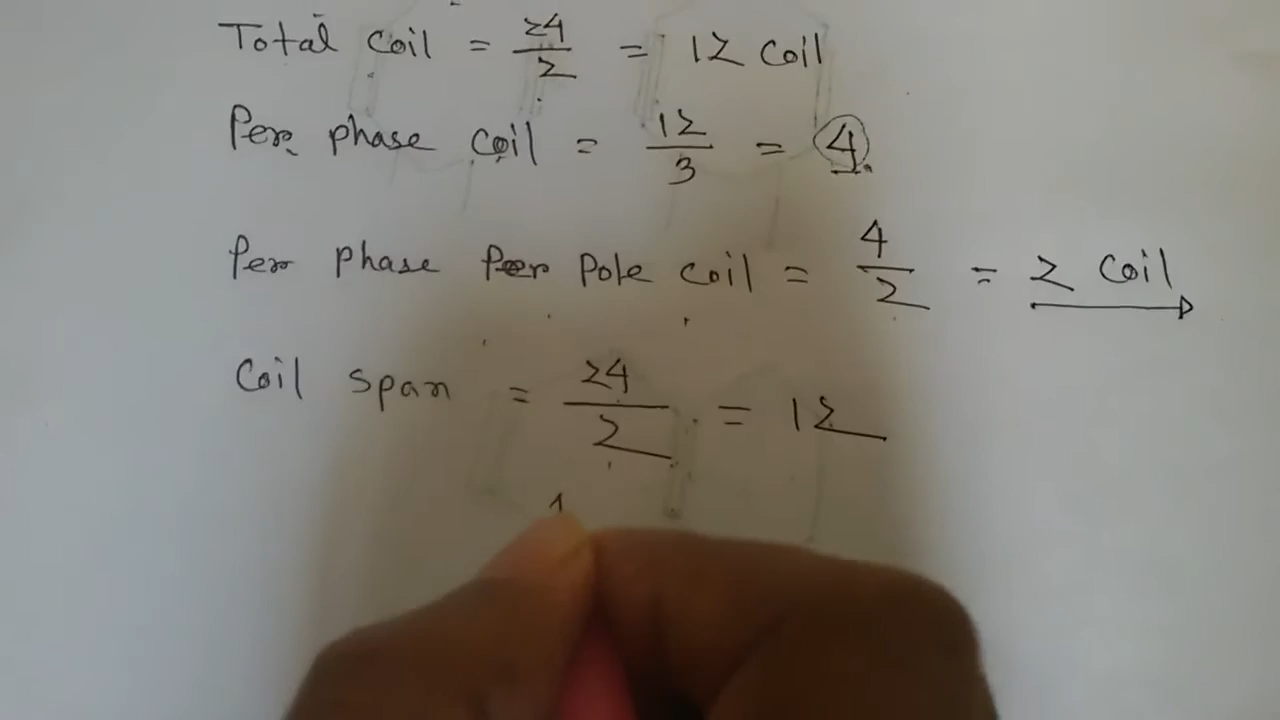 Total coil = 24/2 = 12 coil
Per phase coil = 12/3 = 4
Per phase Per Pole coil = 4/2 = 2 coil
Coil span = 24/2 = 12
1